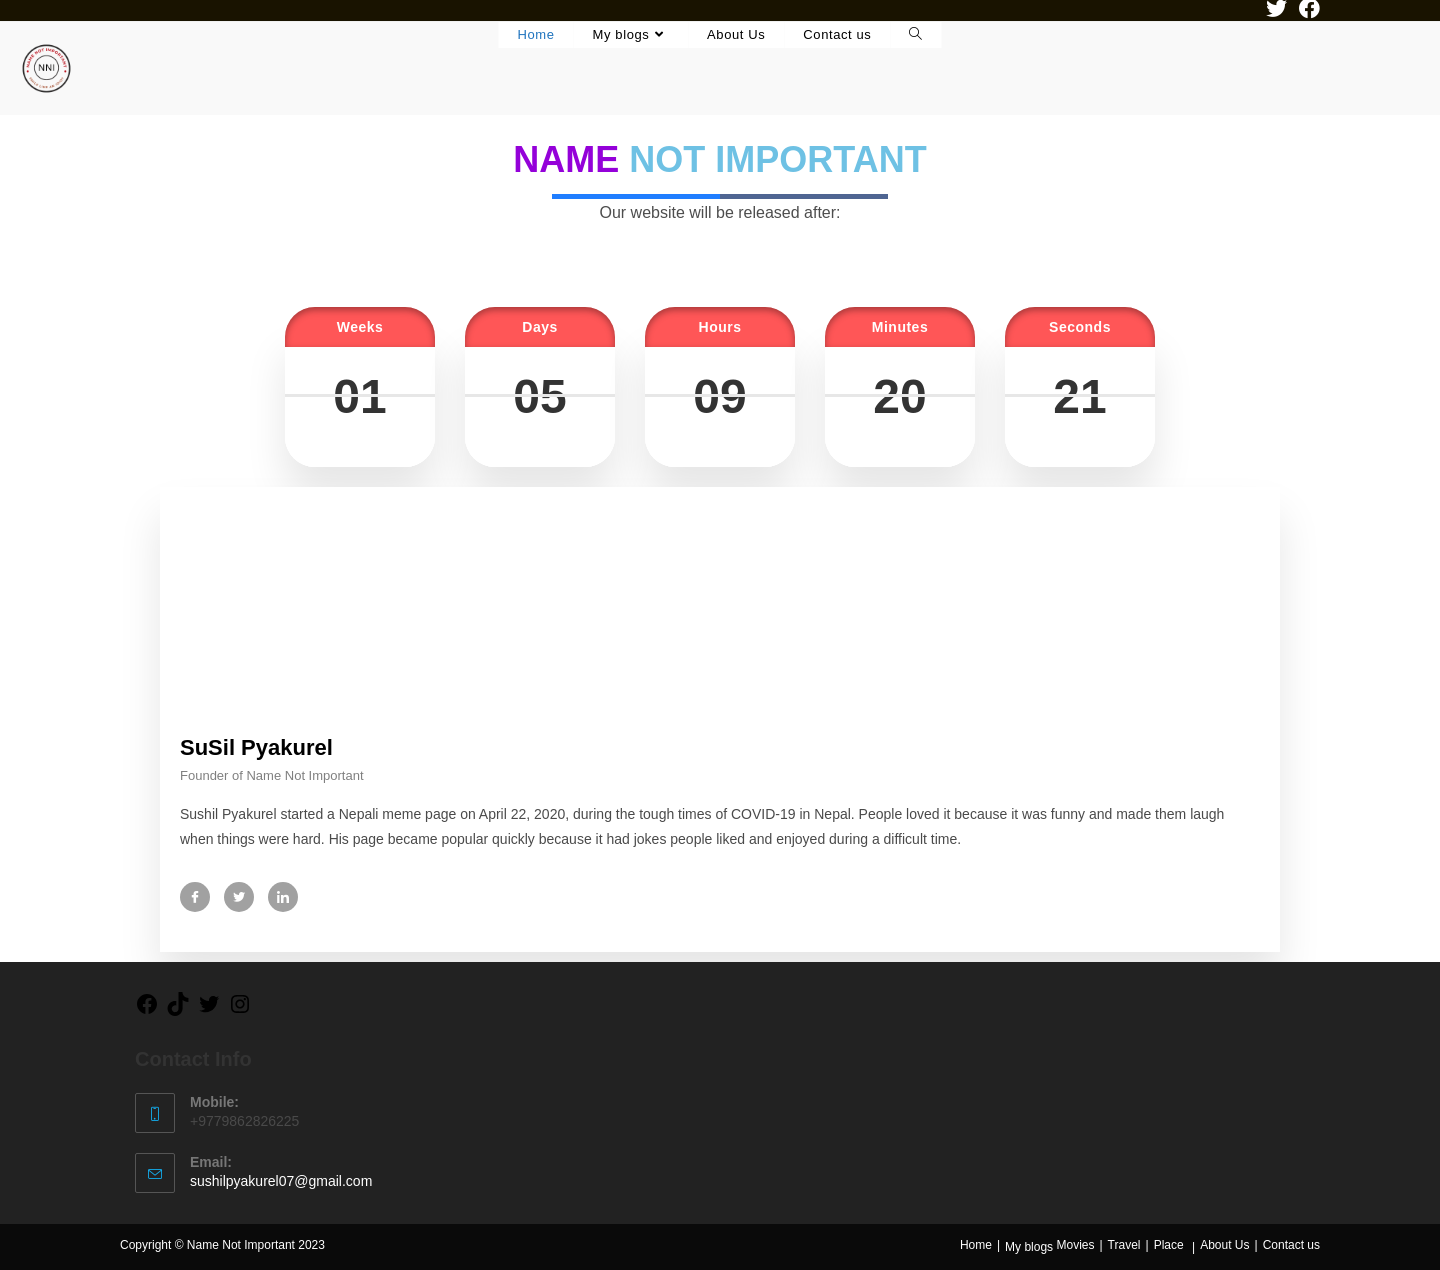 Home My blogs About Us Contact us
NAME NOT IMPORTANT
NNI
NAME NOT IMPORTANT
Our website will be released after:
Weeks Days Hours Minutes Seconds
01 05 09 20 21
SuSil Pyakurel
Founder of Name Not Important
Sushil Pyakurel started a Nepali meme page on April 22, 2020, during the tough times of COVID-19 in Nepal. People loved it because it was funny and made them laugh
when things were hard. His page became popular quickly because it had jokes people liked and enjoyed during a difficult time.
Contact Info
Mobile:
+9779862826225
Email:
sushilpyakurel07@gmail.com
Copyright © Name Not Important 2023
Home | My blogs Movies | Travel | Place | About Us | Contact us